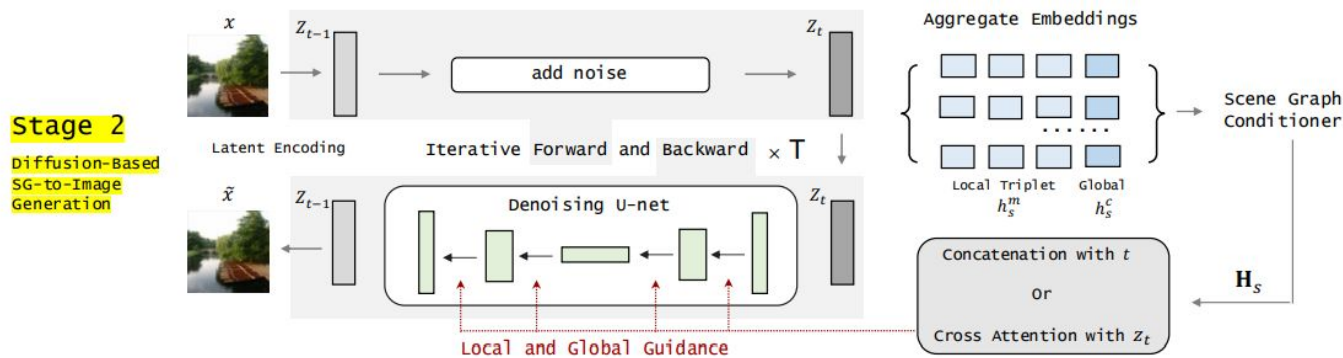 Stage 2
Diffusion-Based
SG-to-Image
Generation
x
Z_{t-1}
add noise
Z_t
Latent Encoding
Iterative Forward and Backward × T
x̃
Z_{t-1}
Denoising U-net
Z_t
Local and Global Guidance
Aggregate Embeddings
......
Local Triplet
h_s^m
Global
h_s^c
Scene Graph
Conditioner
H_s
Concatenation with t
Or
Cross Attention with z_t